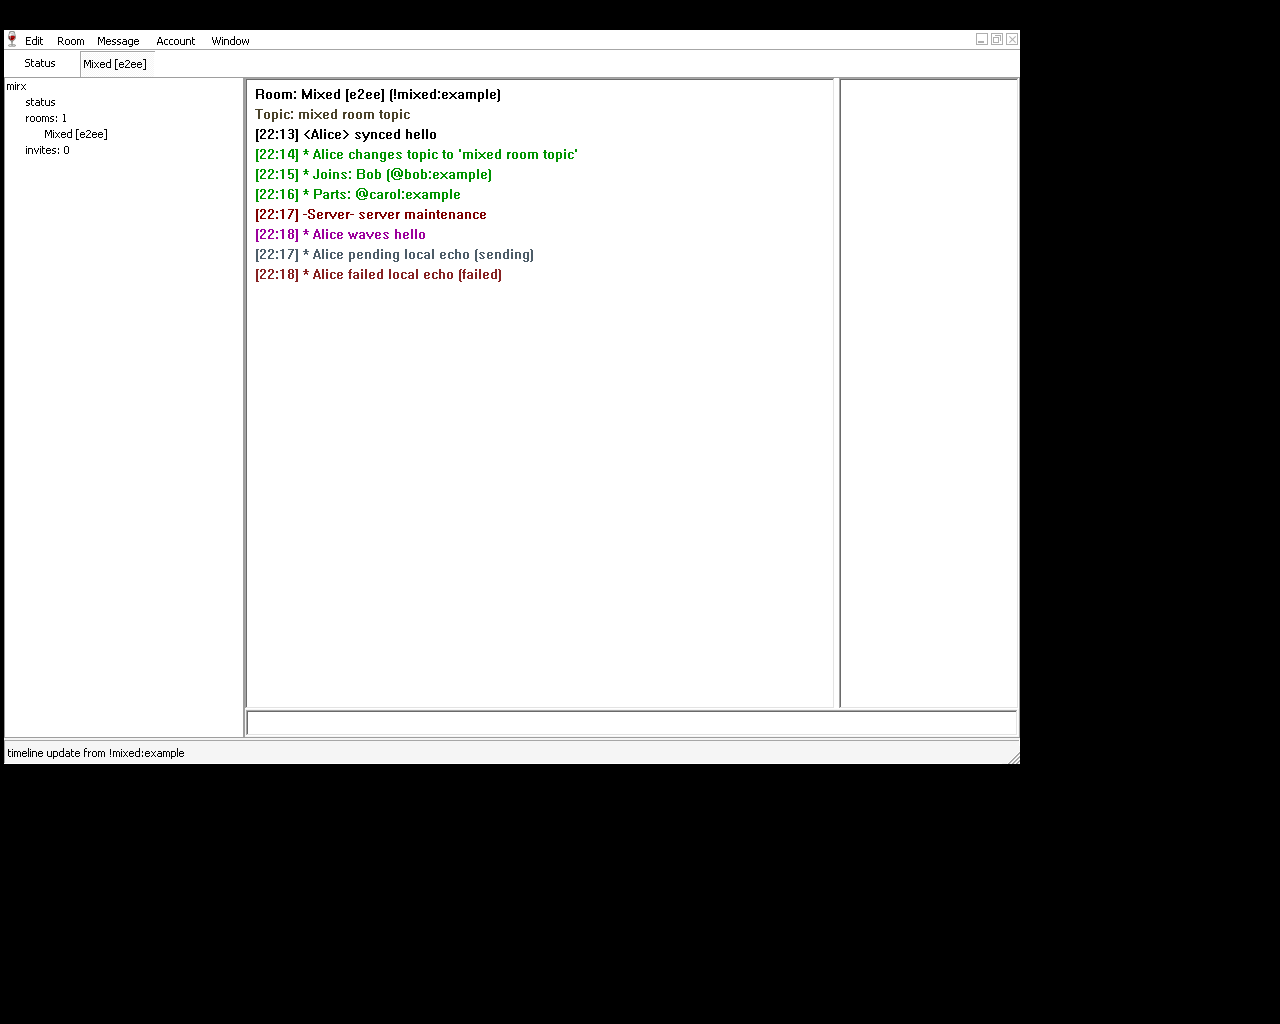 Edit Room Message Account Window
Status Mixed [e2ee]
mirx
status
rooms: 1
Mixed [e2ee]
invites: 0
Room: Mixed [e2ee] (!mixed:example)
Topic: mixed room topic
[22:13] <Alice> synced hello
[22:14] * Alice changes topic to 'mixed room topic'
[22:15] * Joins: Bob (@bob:example)
[22:16] * Parts: @carol:example
[22:17] -Server- server maintenance
[22:18] * Alice waves hello
[22:17] * Alice pending local echo (sending)
[22:18] * Alice failed local echo (failed)
timeline update from !mixed:example